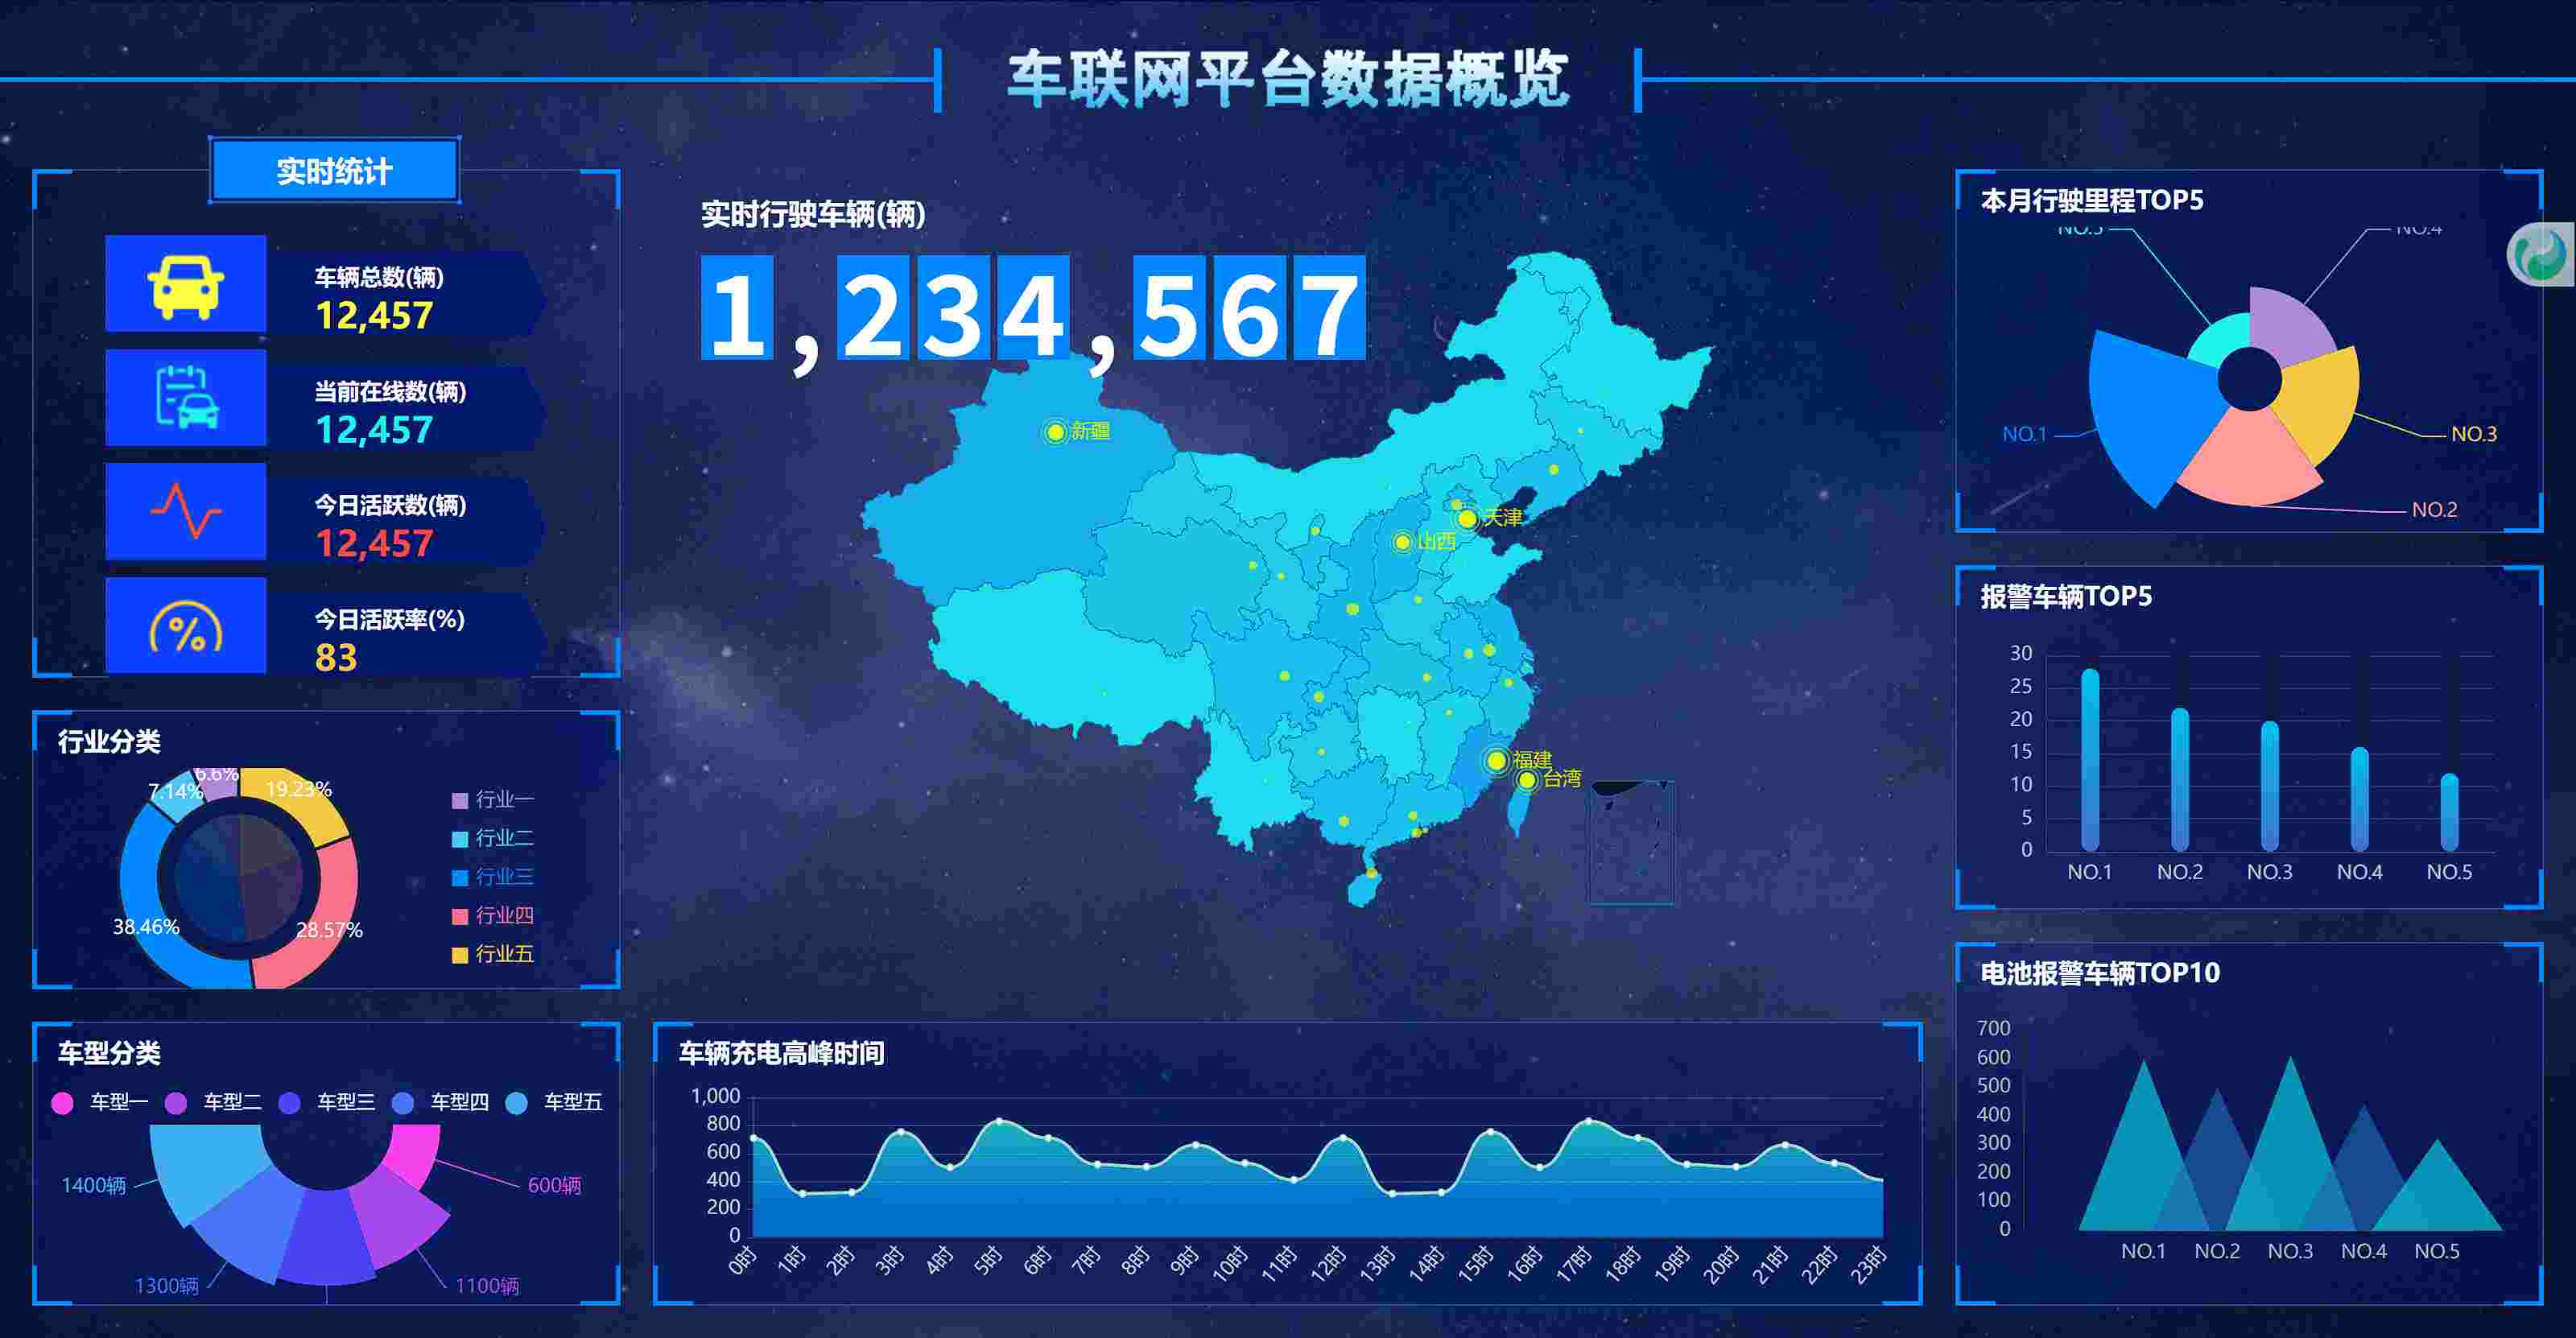 车联网平台数据概览
实时统计
车辆总数(辆)
12,457
当前在线数(辆)
12,457
今日活跃数(辆)
12,457
今日活跃率(%)
83
行业分类
6.6%
7.14%
19.23%
38.46%
28.57%
行业一
行业二
行业三
行业四
行业五
车型分类
车型一 车型二 车型三 车型四 车型五
1400辆
600辆
1300辆
1100辆
实时行驶车辆(辆)
1,234,567
新疆
天津
山西
福建
台湾
车辆充电高峰时间
1,000
800
600
400
200
0
0时 1时 2时 3时 4时 5时 6时 7时 8时 9时 10时 11时 12时 13时 14时 15时 16时 17时 18时 19时 20时 21时 22时 23时
本月行驶里程TOP5
NO.5
NO.4
NO.1
NO.3
NO.2
报警车辆TOP5
30
25
20
15
10
5
0
NO.1 NO.2 NO.3 NO.4 NO.5
电池报警车辆TOP10
700
600
500
400
300
200
100
0
NO.1 NO.2 NO.3 NO.4 NO.5